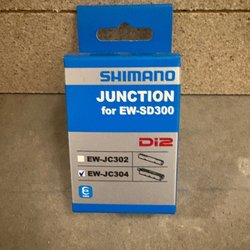 SHIMANO
JUNCTION
for EW-SD300
Di2
EW-JC302
EW-JC304